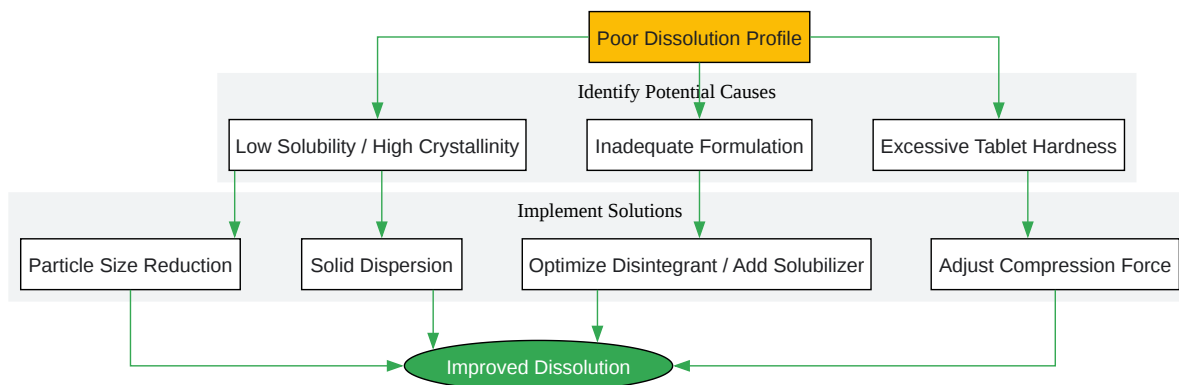 Poor Dissolution Profile
Identify Potential Causes
Low Solubility / High Crystallinity
Inadequate Formulation
Excessive Tablet Hardness
Implement Solutions
Particle Size Reduction
Solid Dispersion
Optimize Disintegrant / Add Solubilizer
Adjust Compression Force
Improved Dissolution